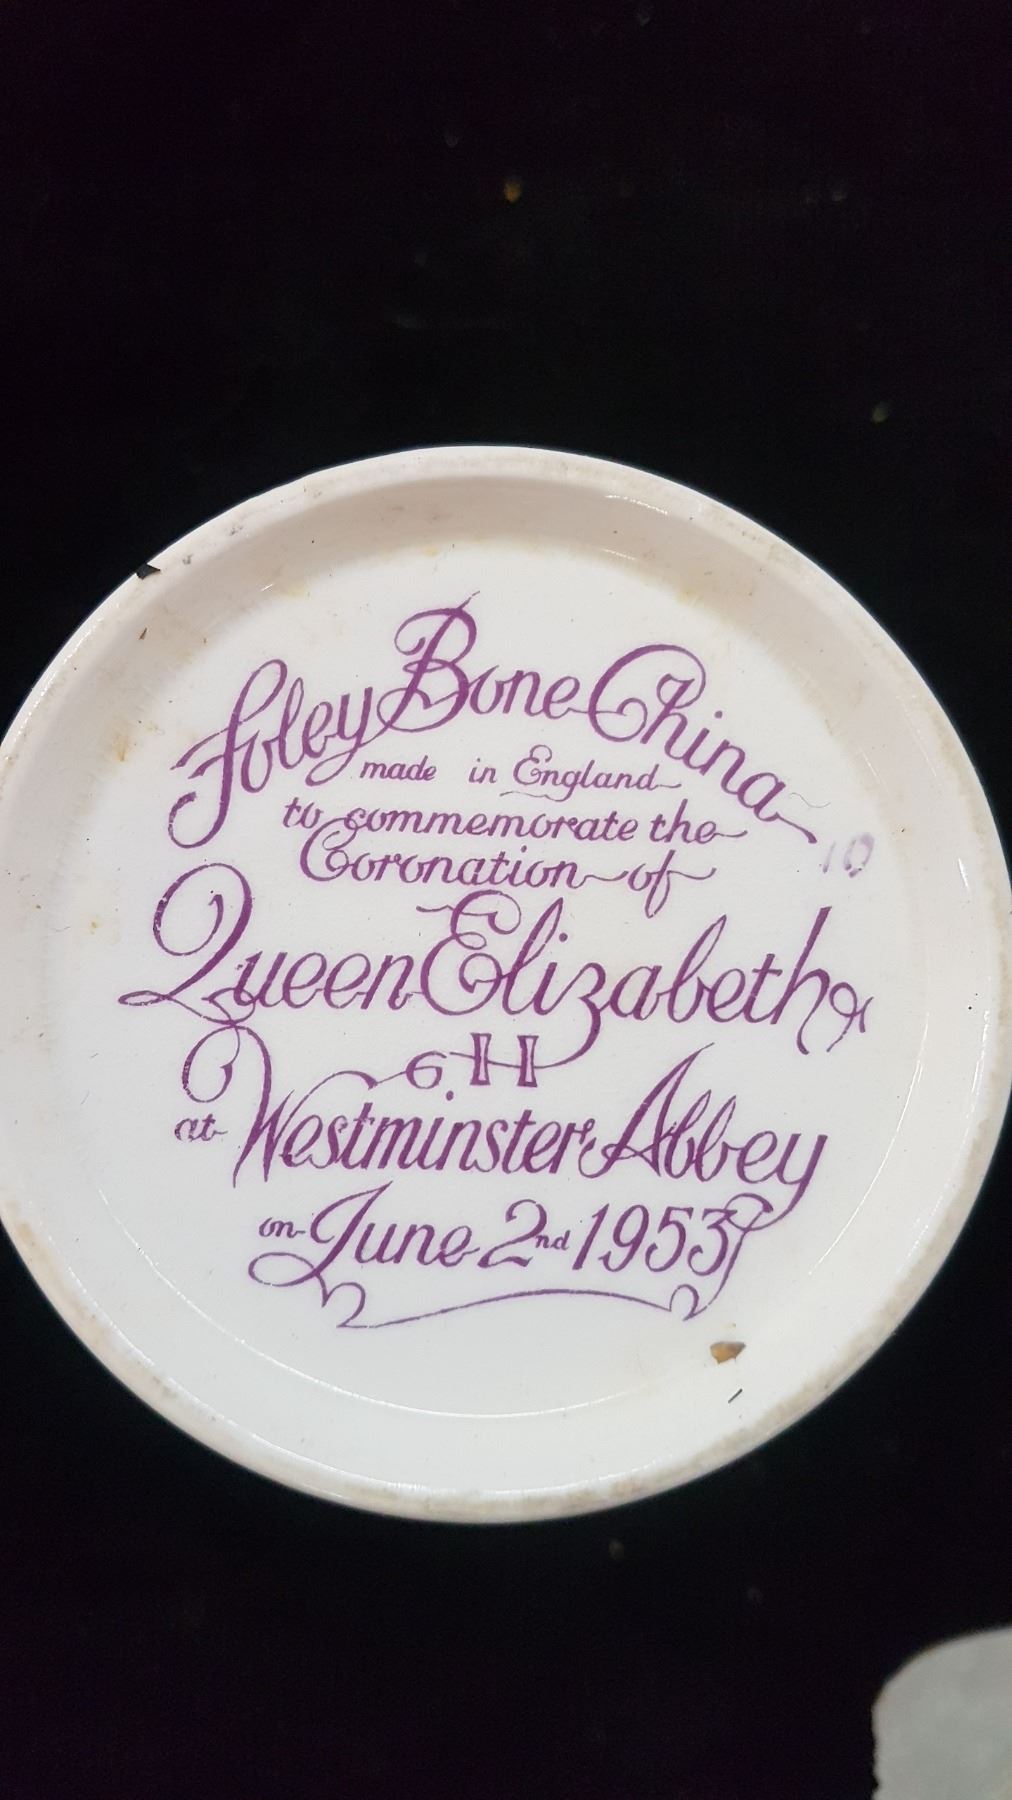 Foley Bone China
made in England
to commemorate the
Coronation of
Queen Elizabeth
II
at Westminster Abbey
on June 2nd 1953
10